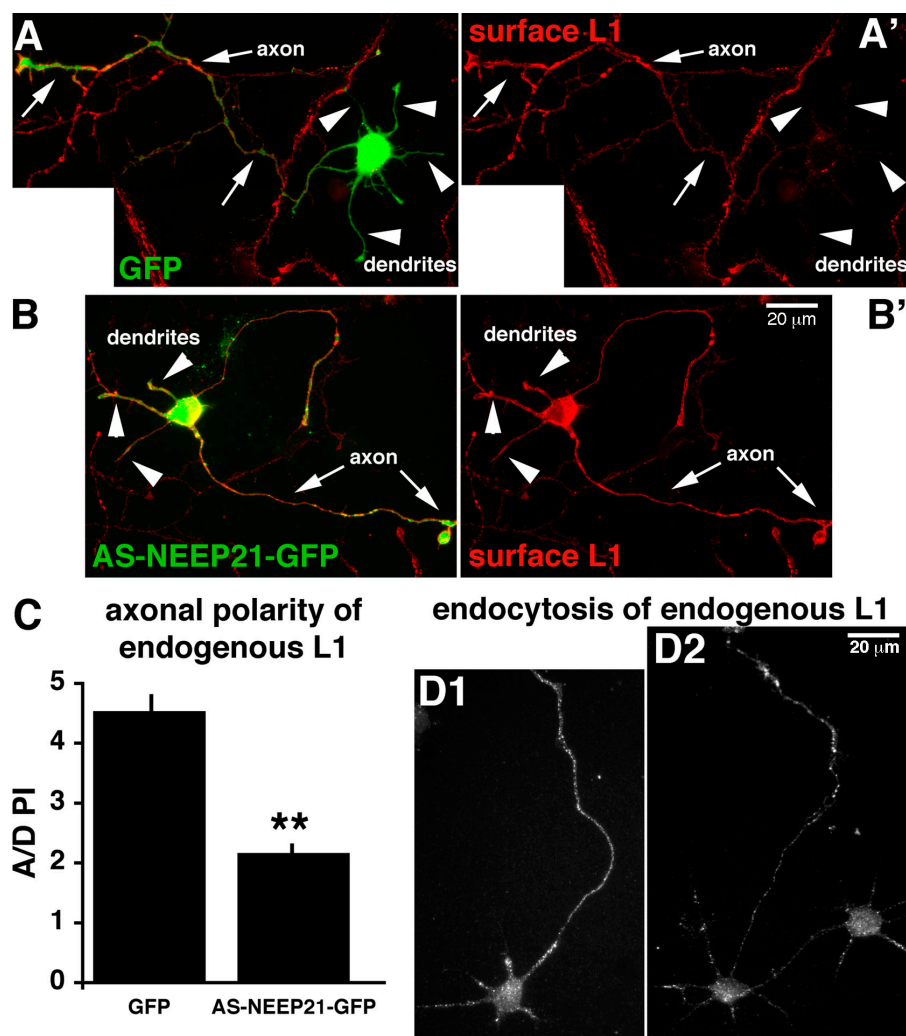 A
axon
GFP
dendrites
surface L1
A'
axon
dendrites
B
dendrites
axon
AS-NEEP21-GFP
20 µm
B'
dendrites
axon
surface L1
C
axonal polarity of
endogenous L1
A/D PI
5
4
3
2
1
0
**
GFP
AS-NEEP21-GFP
endocytosis of endogenous L1
D1
D2
20 µm